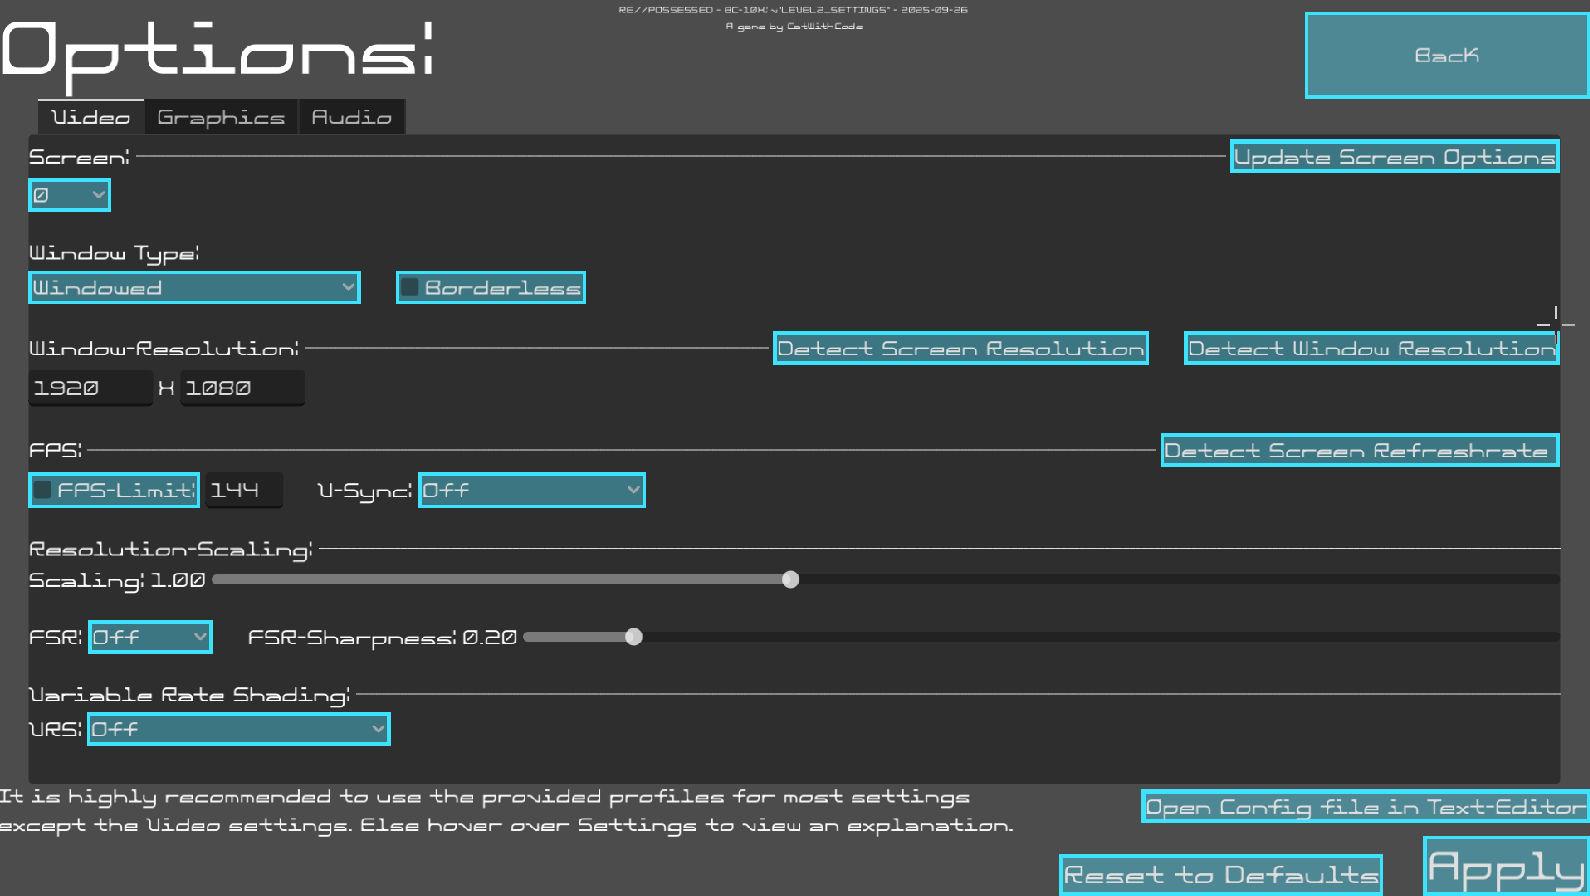 RE//POSSESSED - BC-10X: v"LEVEL2_SETTINGS" - 2025-09-26
A game by CatWithCode
Options:
Back
Video Graphics Audio
Screen: Update Screen Options
0
Window Type:
Windowed Borderless
Window-Resolution: Detect Screen Resolution Detect Window Resolution
1920 X 1080
FPS: Detect Screen Refreshrate
FPS-Limit: 144 V-Sync: Off
Resolution-Scaling:
Scaling: 1.00
FSR: Off FSR-Sharpness: 0.20
Variable Rate Shading:
VRS: Off
It is highly recommended to use the provided profiles for most settings
except the Video settings. Else hover over Settings to view an explanation.
Open Config file in Text-Editor
Reset to Defaults Apply